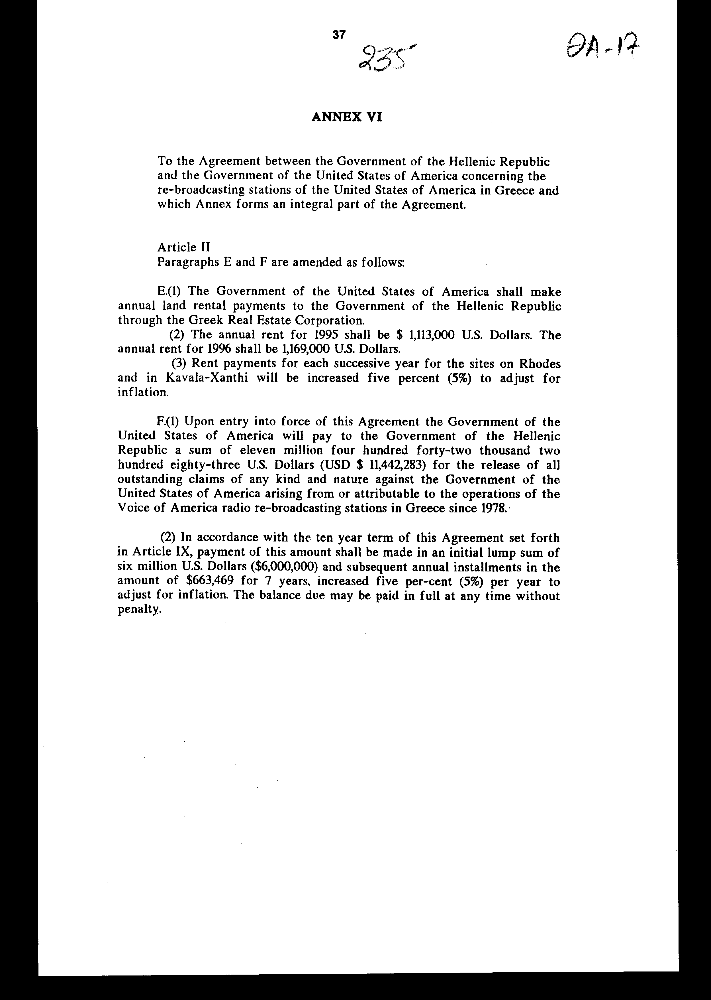 37
235
ΘA-17
ANNEX VI
To the Agreement between the Government of the Hellenic Republic
and the Government of the United States of America concerning the
re-broadcasting stations of the United States of America in Greece and
which Annex forms an integral part of the Agreement.
Article II
Paragraphs E and F are amended as follows:
E.(1) The Government of the United States of America shall make
annual land rental payments to the Government of the Hellenic Republic
through the Greek Real Estate Corporation.
(2) The annual rent for 1995 shall be $ 1,113,000 U.S. Dollars. The
annual rent for 1996 shall be 1,169,000 U.S. Dollars.
(3) Rent payments for each successive year for the sites on Rhodes
and in Kavala-Xanthi will be increased five percent (5%) to adjust for
inflation.
F.(1) Upon entry into force of this Agreement the Government of the
United States of America will pay to the Government of the Hellenic
Republic a sum of eleven million four hundred forty-two thousand two
hundred eighty-three U.S. Dollars (USD $ 11,442,283) for the release of all
outstanding claims of any kind and nature against the Government of the
United States of America arising from or attributable to the operations of the
Voice of America radio re-broadcasting stations in Greece since 1978.
(2) In accordance with the ten year term of this Agreement set forth
in Article IX, payment of this amount shall be made in an initial lump sum of
six million U.S. Dollars ($6,000,000) and subsequent annual installments in the
amount of $663,469 for 7 years, increased five per-cent (5%) per year to
adjust for inflation. The balance due may be paid in full at any time without
penalty.